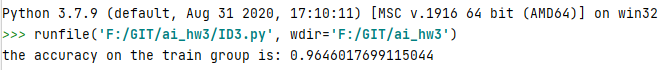 Python 3.7.9 (default, Aug 31 2020, 17:10:11) [MSC v.1916 64 bit (AMD64)] on win32
>>> runfile('F:/GIT/ai_hw3/ID3.py', wdir='F:/GIT/ai_hw3')
the accuracy on the train group is: 0.9646017699115044